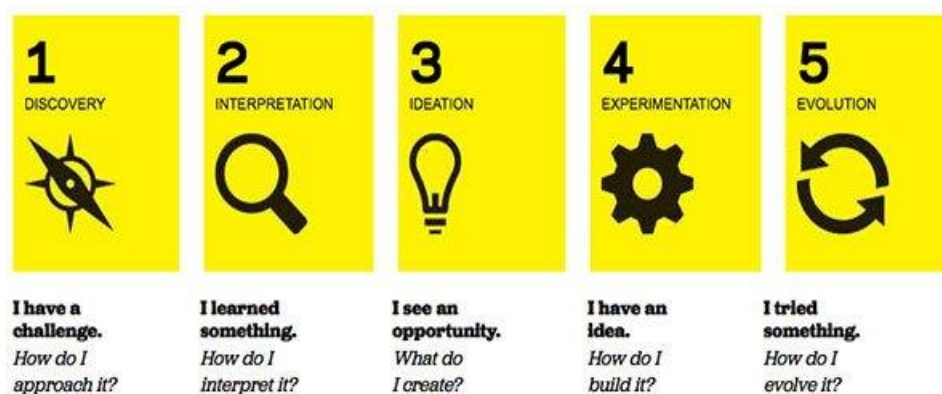 1
DISCOVERY
2
INTERPRETATION
3
IDEATION
4
EXPERIMENTATION
5
EVOLUTION
I have a
challenge.
How do I
approach it?
I learned
something.
How do I
interpret it?
I see an
opportunity.
What do
I create?
I have an
idea.
How do I
build it?
I tried
something.
How do I
evolve it?